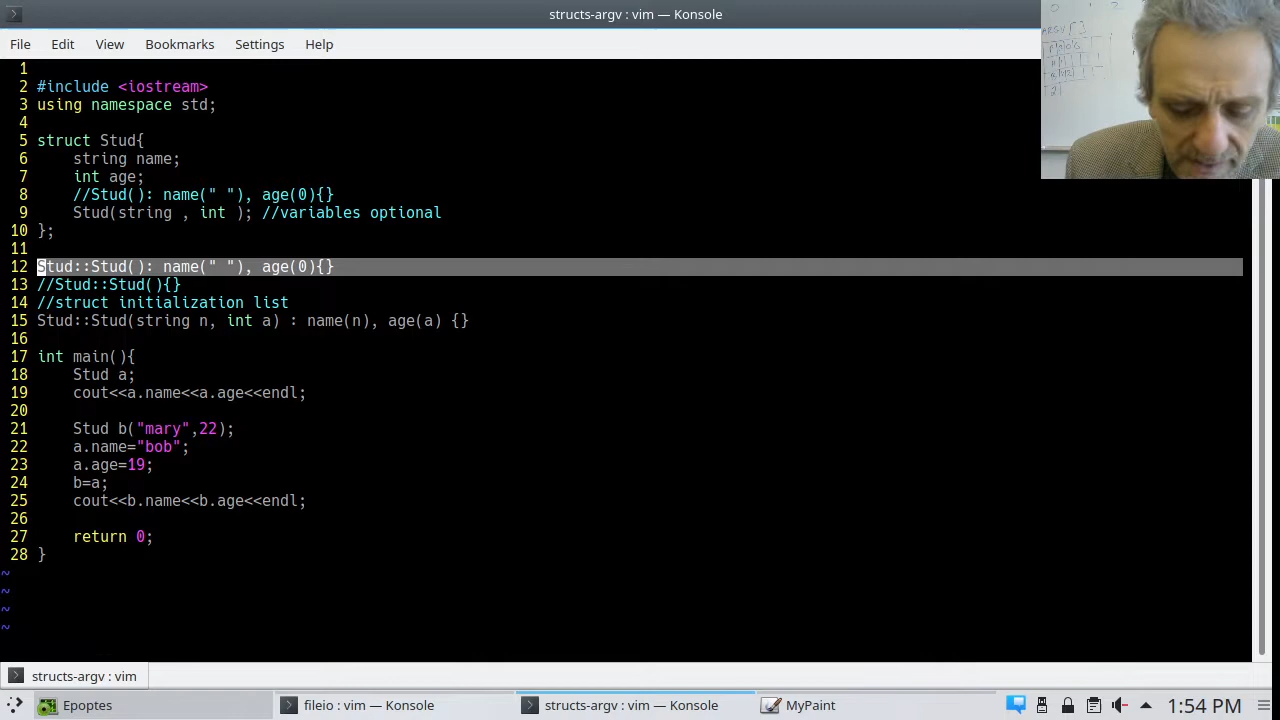 structs-argv : vim — Konsole
File Edit View Bookmarks Settings Help
1
2 #include <iostream>
3 using namespace std;
4
5 struct Stud{
6 string name;
7 int age;
8 //Stud(): name(" "), age(0){}
9 Stud(string , int ); //variables optional
10 };
11
12 Stud::Stud(): name(" "), age(0){}
13 //Stud::Stud(){}
14 //struct initialization list
15 Stud::Stud(string n, int a) : name(n), age(a) {}
16
17 int main(){
18 Stud a;
19 cout<<a.name<<a.age<<endl;
20
21 Stud b("mary",22);
22 a.name="bob";
23 a.age=19;
24 b=a;
25 cout<<b.name<<b.age<<endl;
26
27 return 0;
28 }
~
~
~
~
structs-argv : vim
Epoptes fileio : vim — Konsole structs-argv : vim — Konsole MyPaint 1:54 PM
ARGV[]